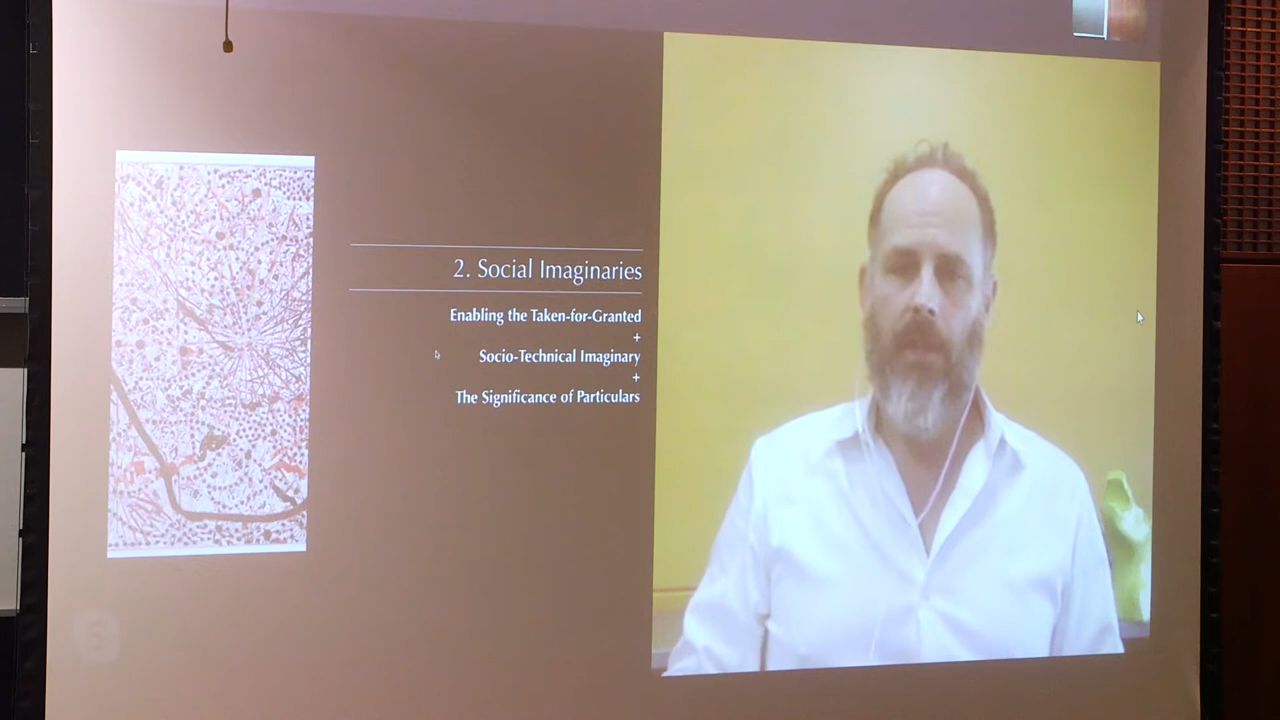 2. Social Imaginaries
Enabling the Taken-for-Granted
+
Socio-Technical Imaginary
+
The Significance of Particulars